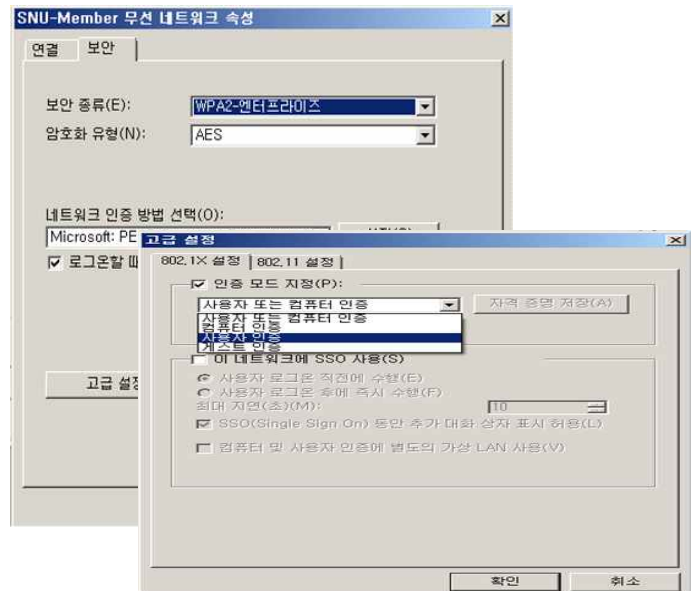 SNU-Member 무선 네트워크 속성
연결 보안
보안 종류(E): WPA2-엔터프라이즈
암호화 유형(N): AES
네트워크 인증 방법 선택(O):
Microsoft: PE
로그온할 때
고급 설정
고급 설정
802.1X 설정 802.11 설정
인증 모드 지정(P):
사용자 또는 컴퓨터 인증 자격 증명 저장(A)
사용자 또는 컴퓨터 인증
컴퓨터 인증
사용자 인증
게스트 인증
이 네트워크에 SSO 사용(S)
사용자 로그온 직전에 수행(E)
사용자 로그온 후에 즉시 수행(F)
최대 지연(초)(M): 10
SSO(Single Sign On) 동안 추가 대화 상자 표시 허용(L)
컴퓨터 및 사용자 인증에 별도의 가상 LAN 사용(V)
확인 취소